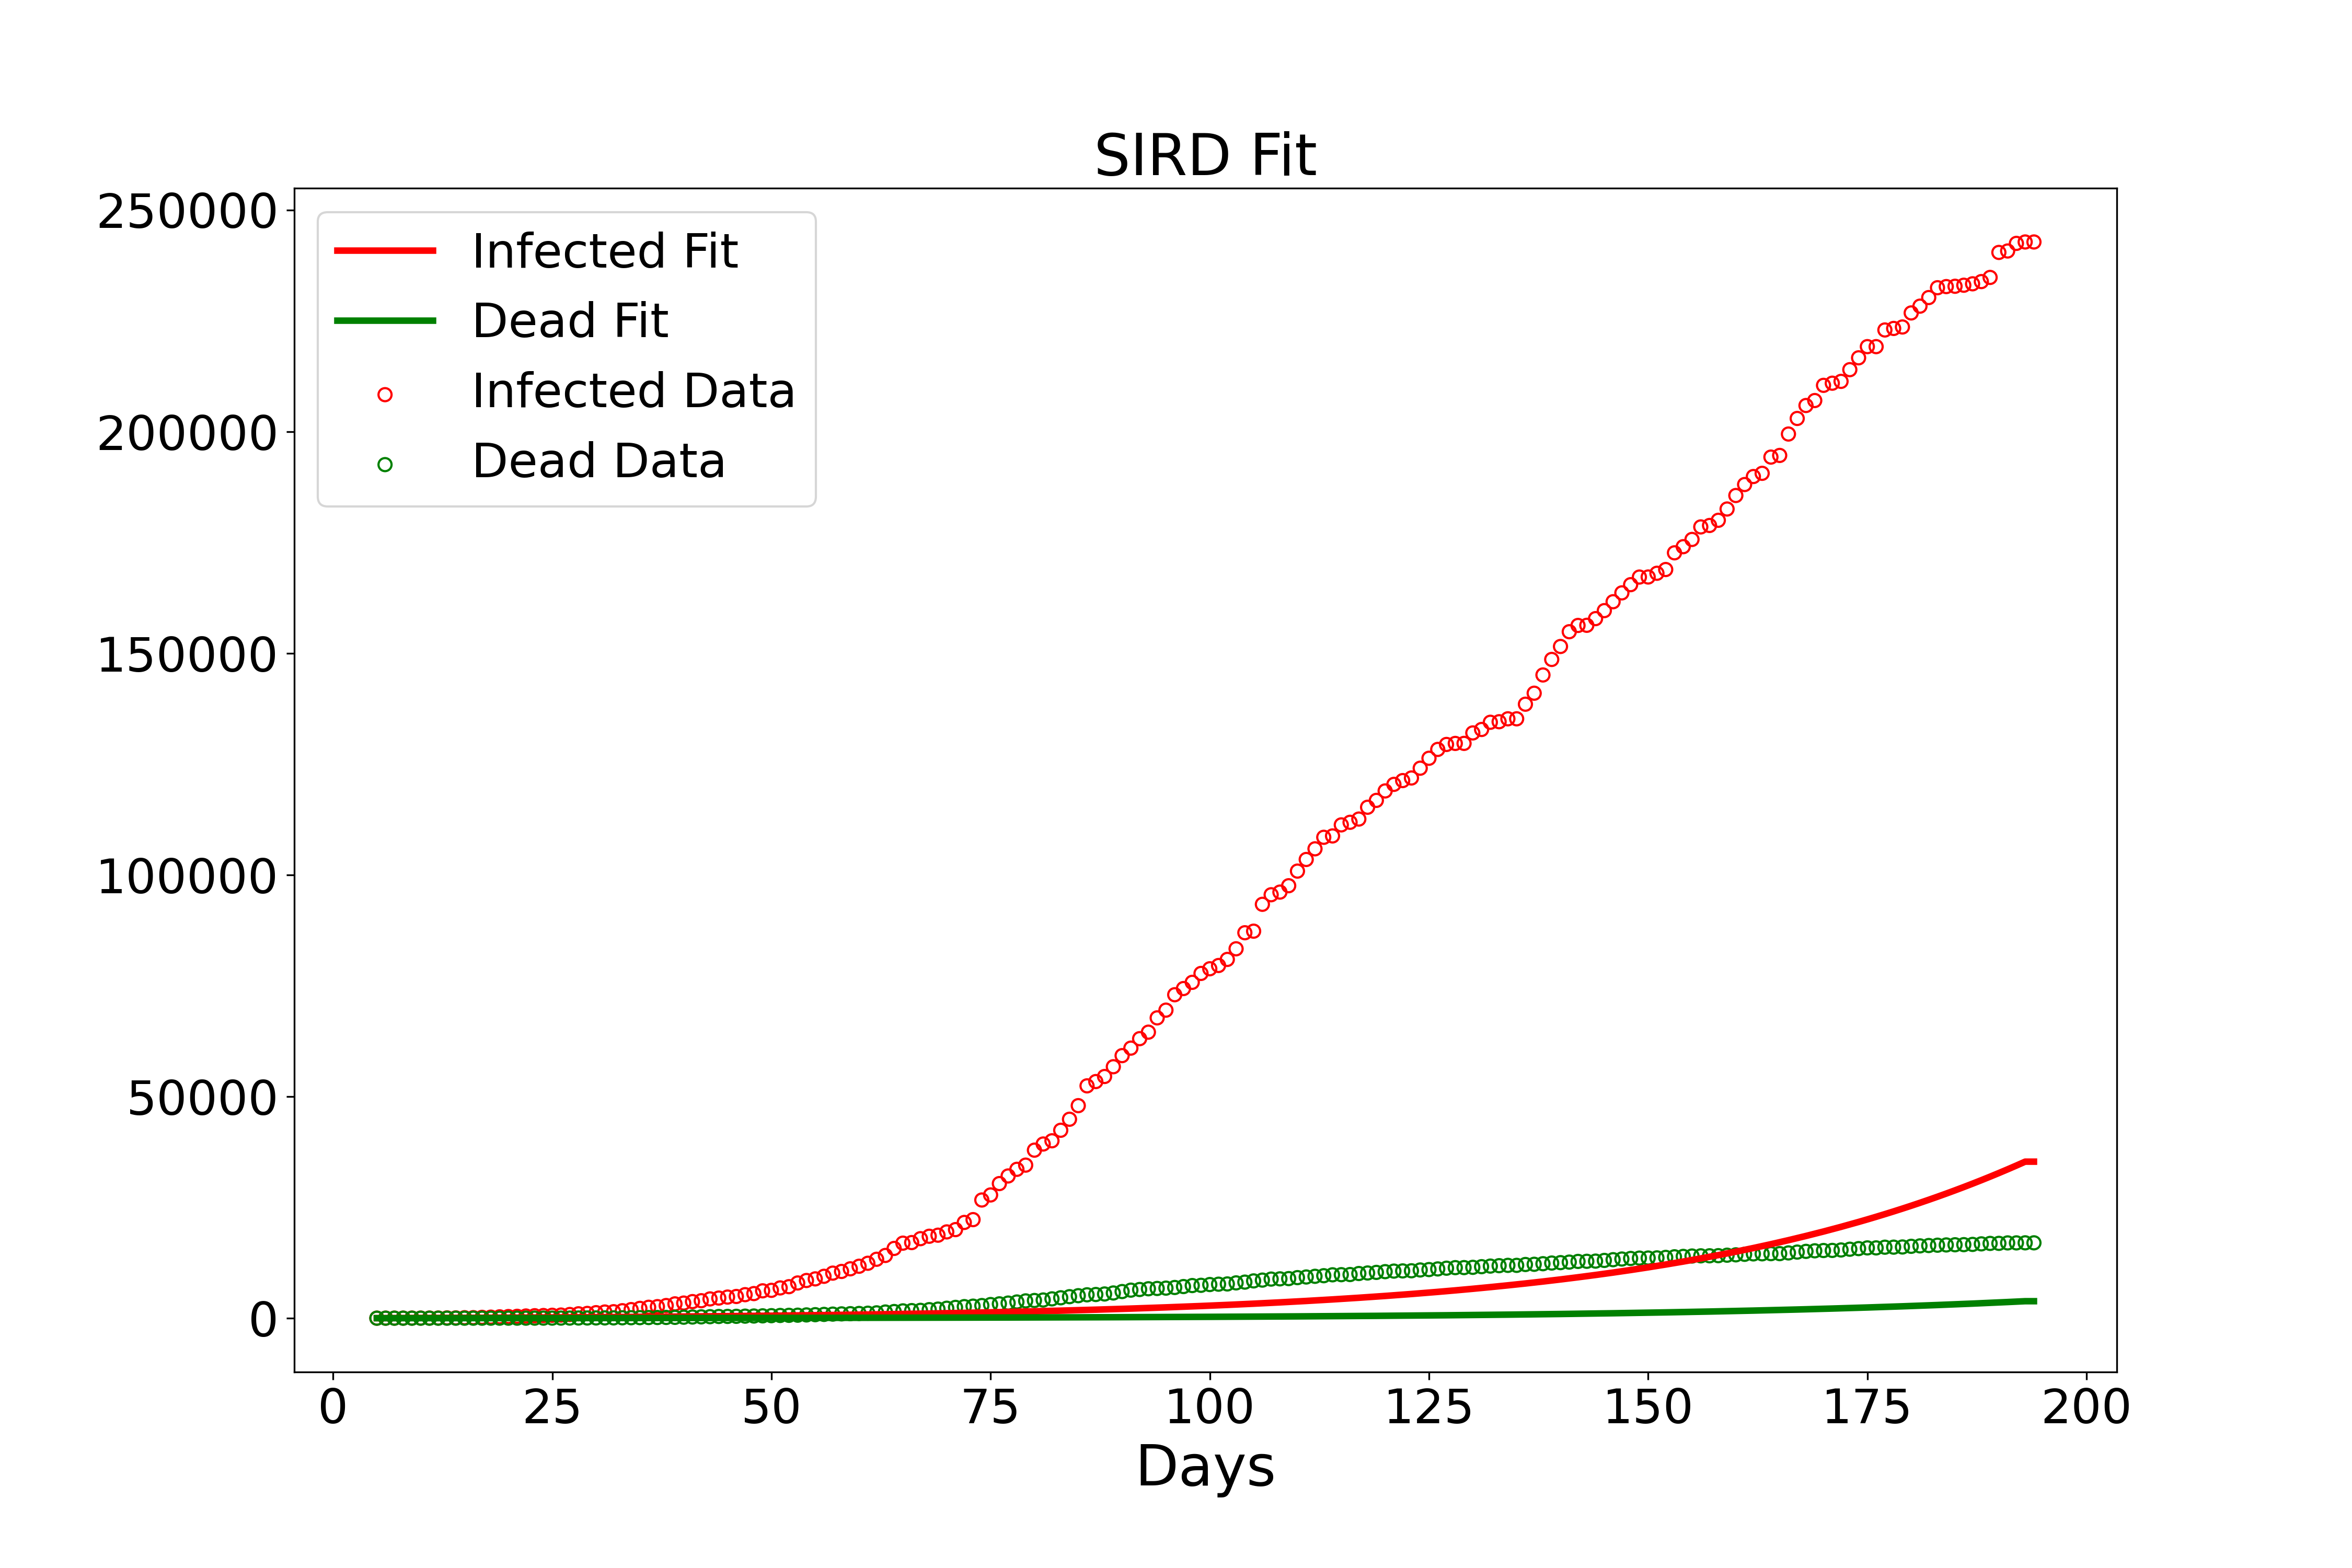 SIRD Fit
250000
200000
150000
100000
50000
0
Infected Fit
Dead Fit
Infected Data
Dead Data
0 25 50 75 100 125 150 175 200
Days